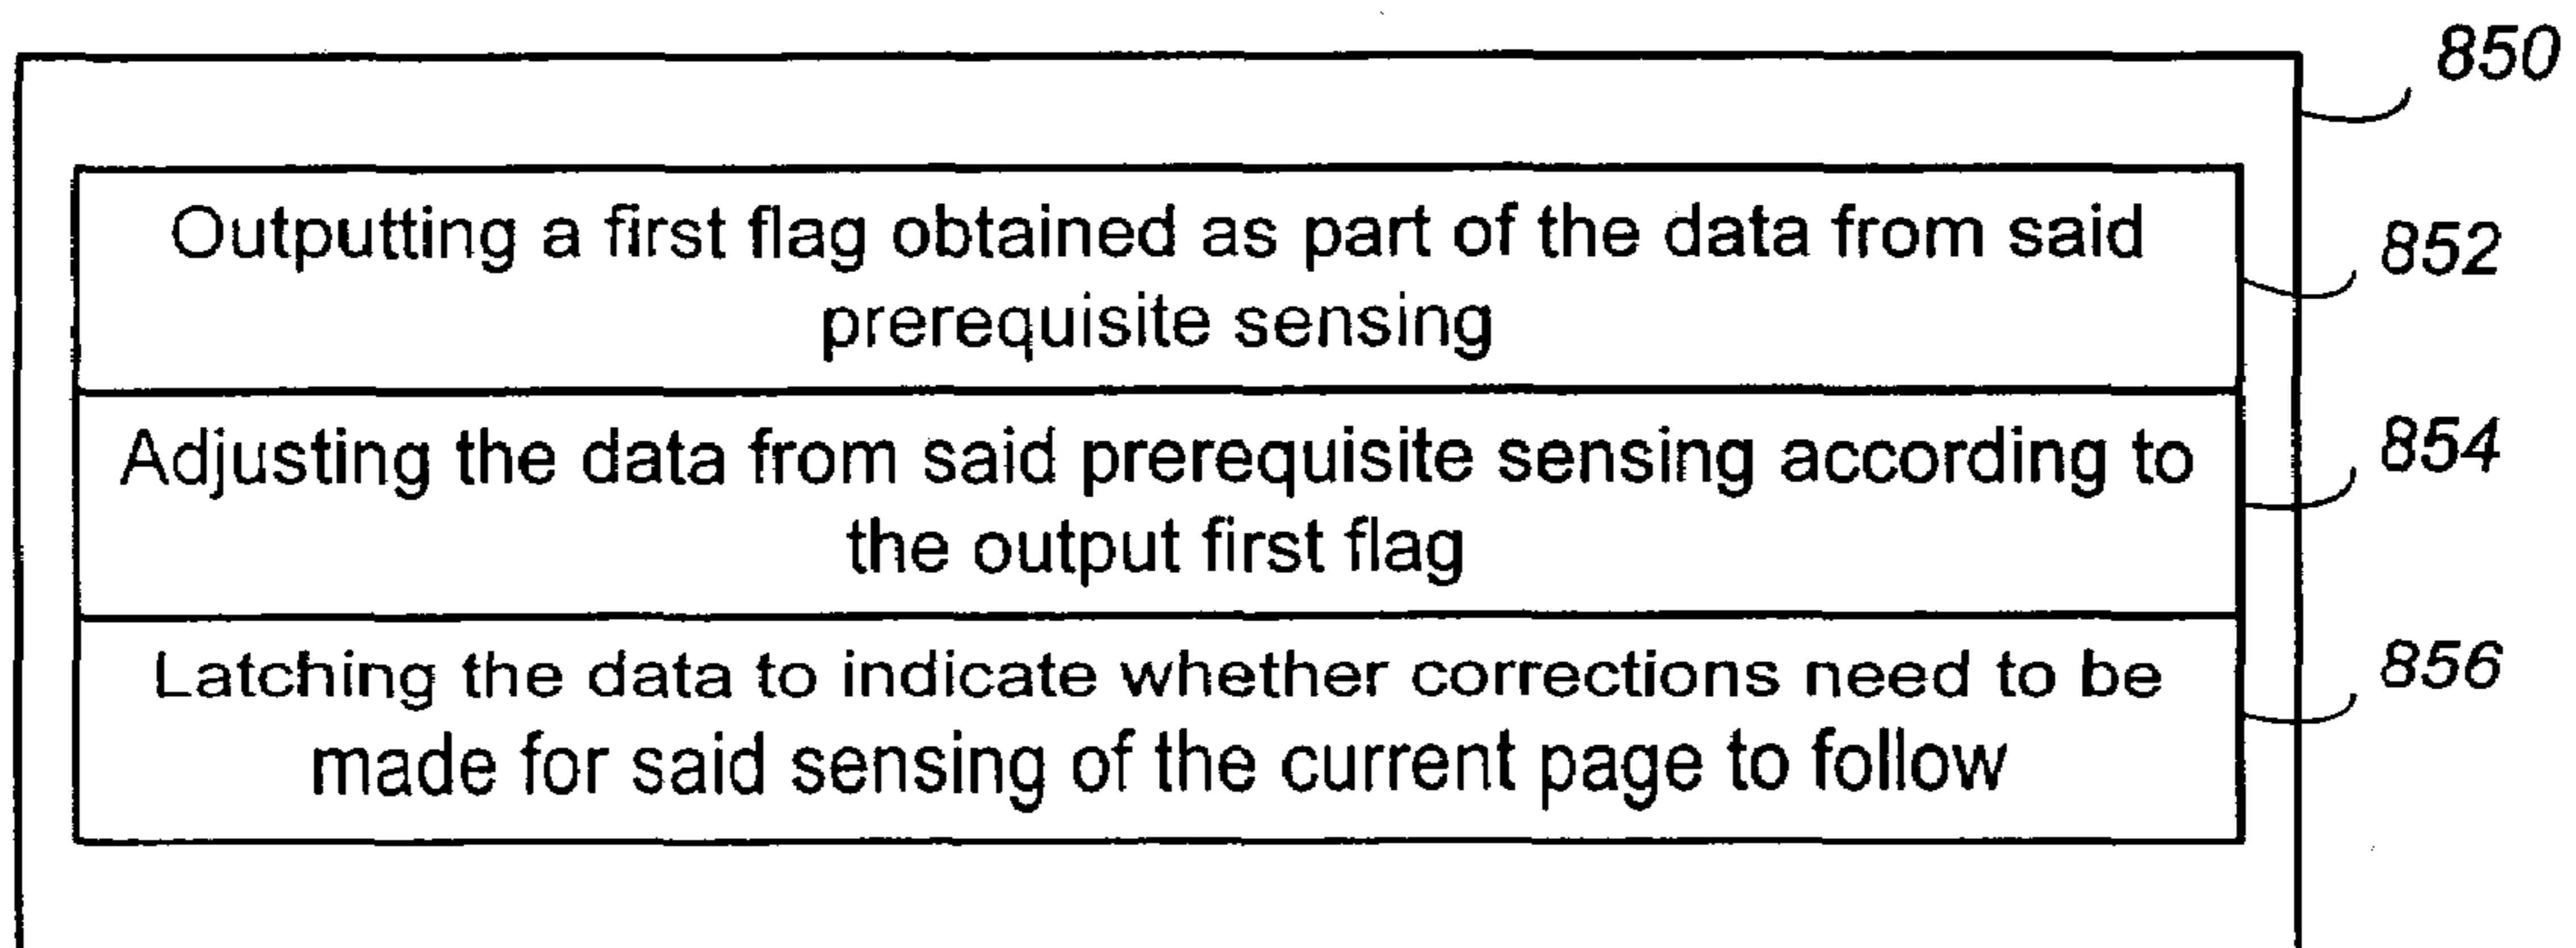 850
Outputting a first flag obtained as part of the data from said
prerequisite sensing
852
Adjusting the data from said prerequisite sensing according to
the output first flag
854
Latching the data to indicate whether corrections need to be
made for said sensing of the current page to follow
856